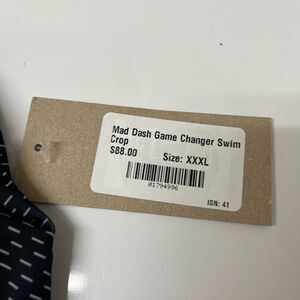 Mad Dash Game Changer Swim
Crop
$88.00 Size: XXXL
01794996
ISN: 41